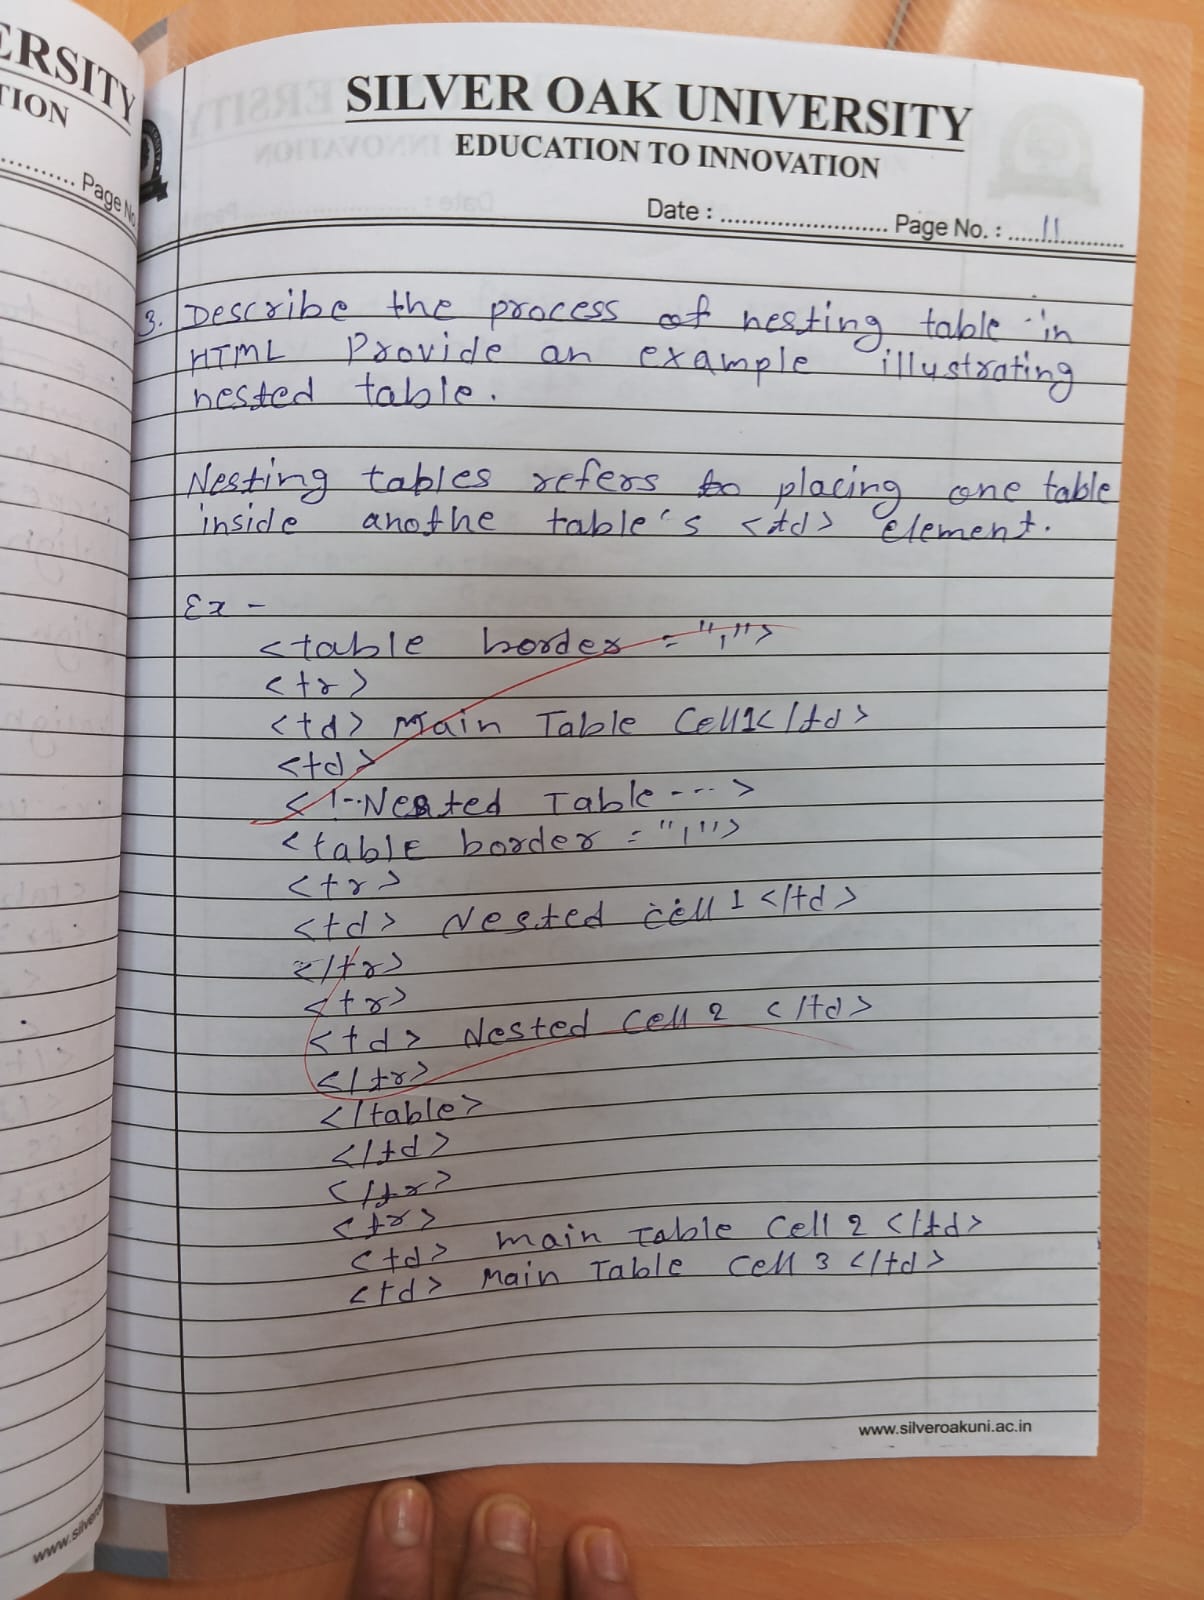 ERSITY
TION
Page No
SILVER OAK UNIVERSITY
EDUCATION TO INNOVATION
Date : ........................ Page No. : .....11............
3. Describe the process of nesting table in
HTML Provide an example illustrating
nested table.
Nesting tables refers to placing one table
inside anothe table's <td> element.
Ex -
<table border = "1">
<tr>
<td> Main Table Cell1</td>
<td>
<!--Nested Table --- >
<table border = "1">
<tr>
<td> Nested cell 1 </td>
</tr>
<tr>
<td> Nested Cell 2 </td>
</tr>
</table>
</td>
</tr>
<tr>
<td> main Table Cell 2 </td>
<td> Main Table Cell 3 </td>
www.silveroakuni.ac.in
www.silvero